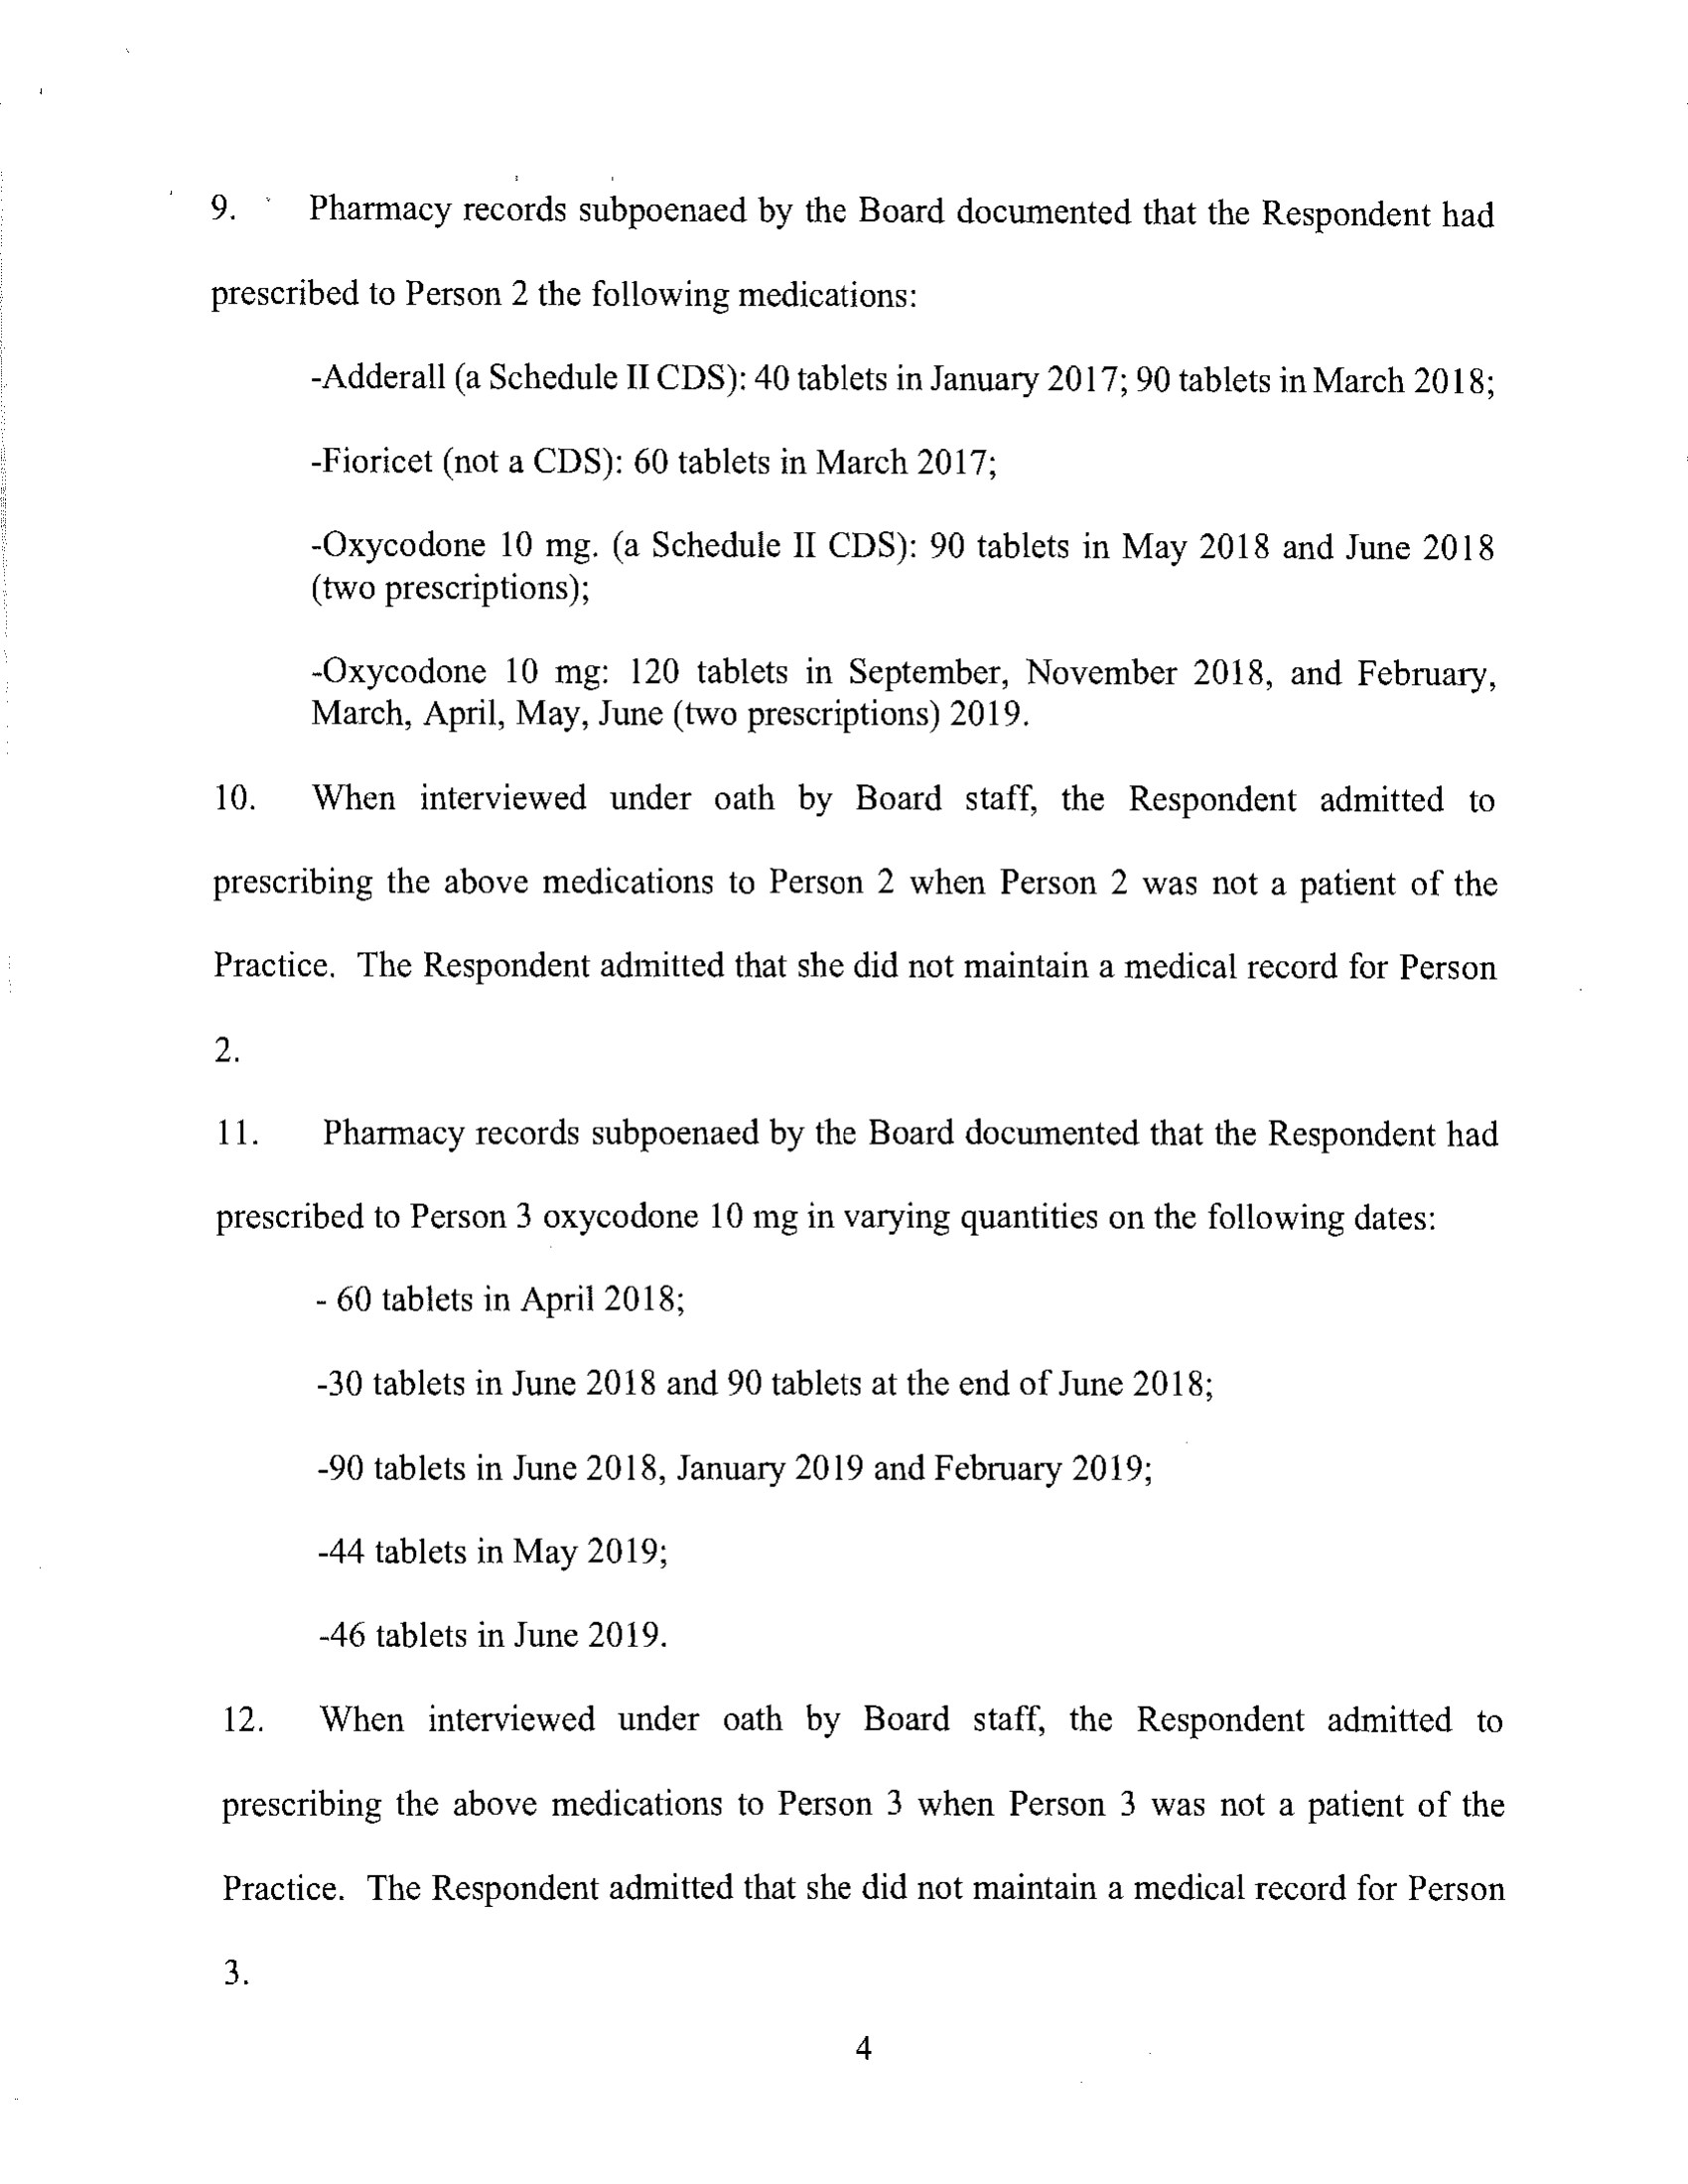 9. Pharmacy records subpoenaed by the Board documented that the Respondent had
prescribed to Person 2 the following medications:
-Adderall (a Schedule II CDS): 40 tablets in January 2017; 90 tablets in March 2018;
-Fioricet (not a CDS): 60 tablets in March 2017;
-Oxycodone 10 mg. (a Schedule II CDS): 90 tablets in May 2018 and June 2018
(two prescriptions);
-Oxycodone 10 mg: 120 tablets in September, November 2018, and February,
March, April, May, June (two prescriptions) 2019.
10. When interviewed under oath by Board staff, the Respondent admitted to
prescribing the above medications to Person 2 when Person 2 was not a patient of the
Practice. The Respondent admitted that she did not maintain a medical record for Person
2.
11. Pharmacy records subpoenaed by the Board documented that the Respondent had
prescribed to Person 3 oxycodone 10 mg in varying quantities on the following dates:
- 60 tablets in April 2018;
-30 tablets in June 2018 and 90 tablets at the end of June 2018;
-90 tablets in June 2018, January 2019 and February 2019;
-44 tablets in May 2019;
-46 tablets in June 2019.
12. When interviewed under oath by Board staff, the Respondent admitted to
prescribing the above medications to Person 3 when Person 3 was not a patient of the
Practice. The Respondent admitted that she did not maintain a medical record for Person
3.
4